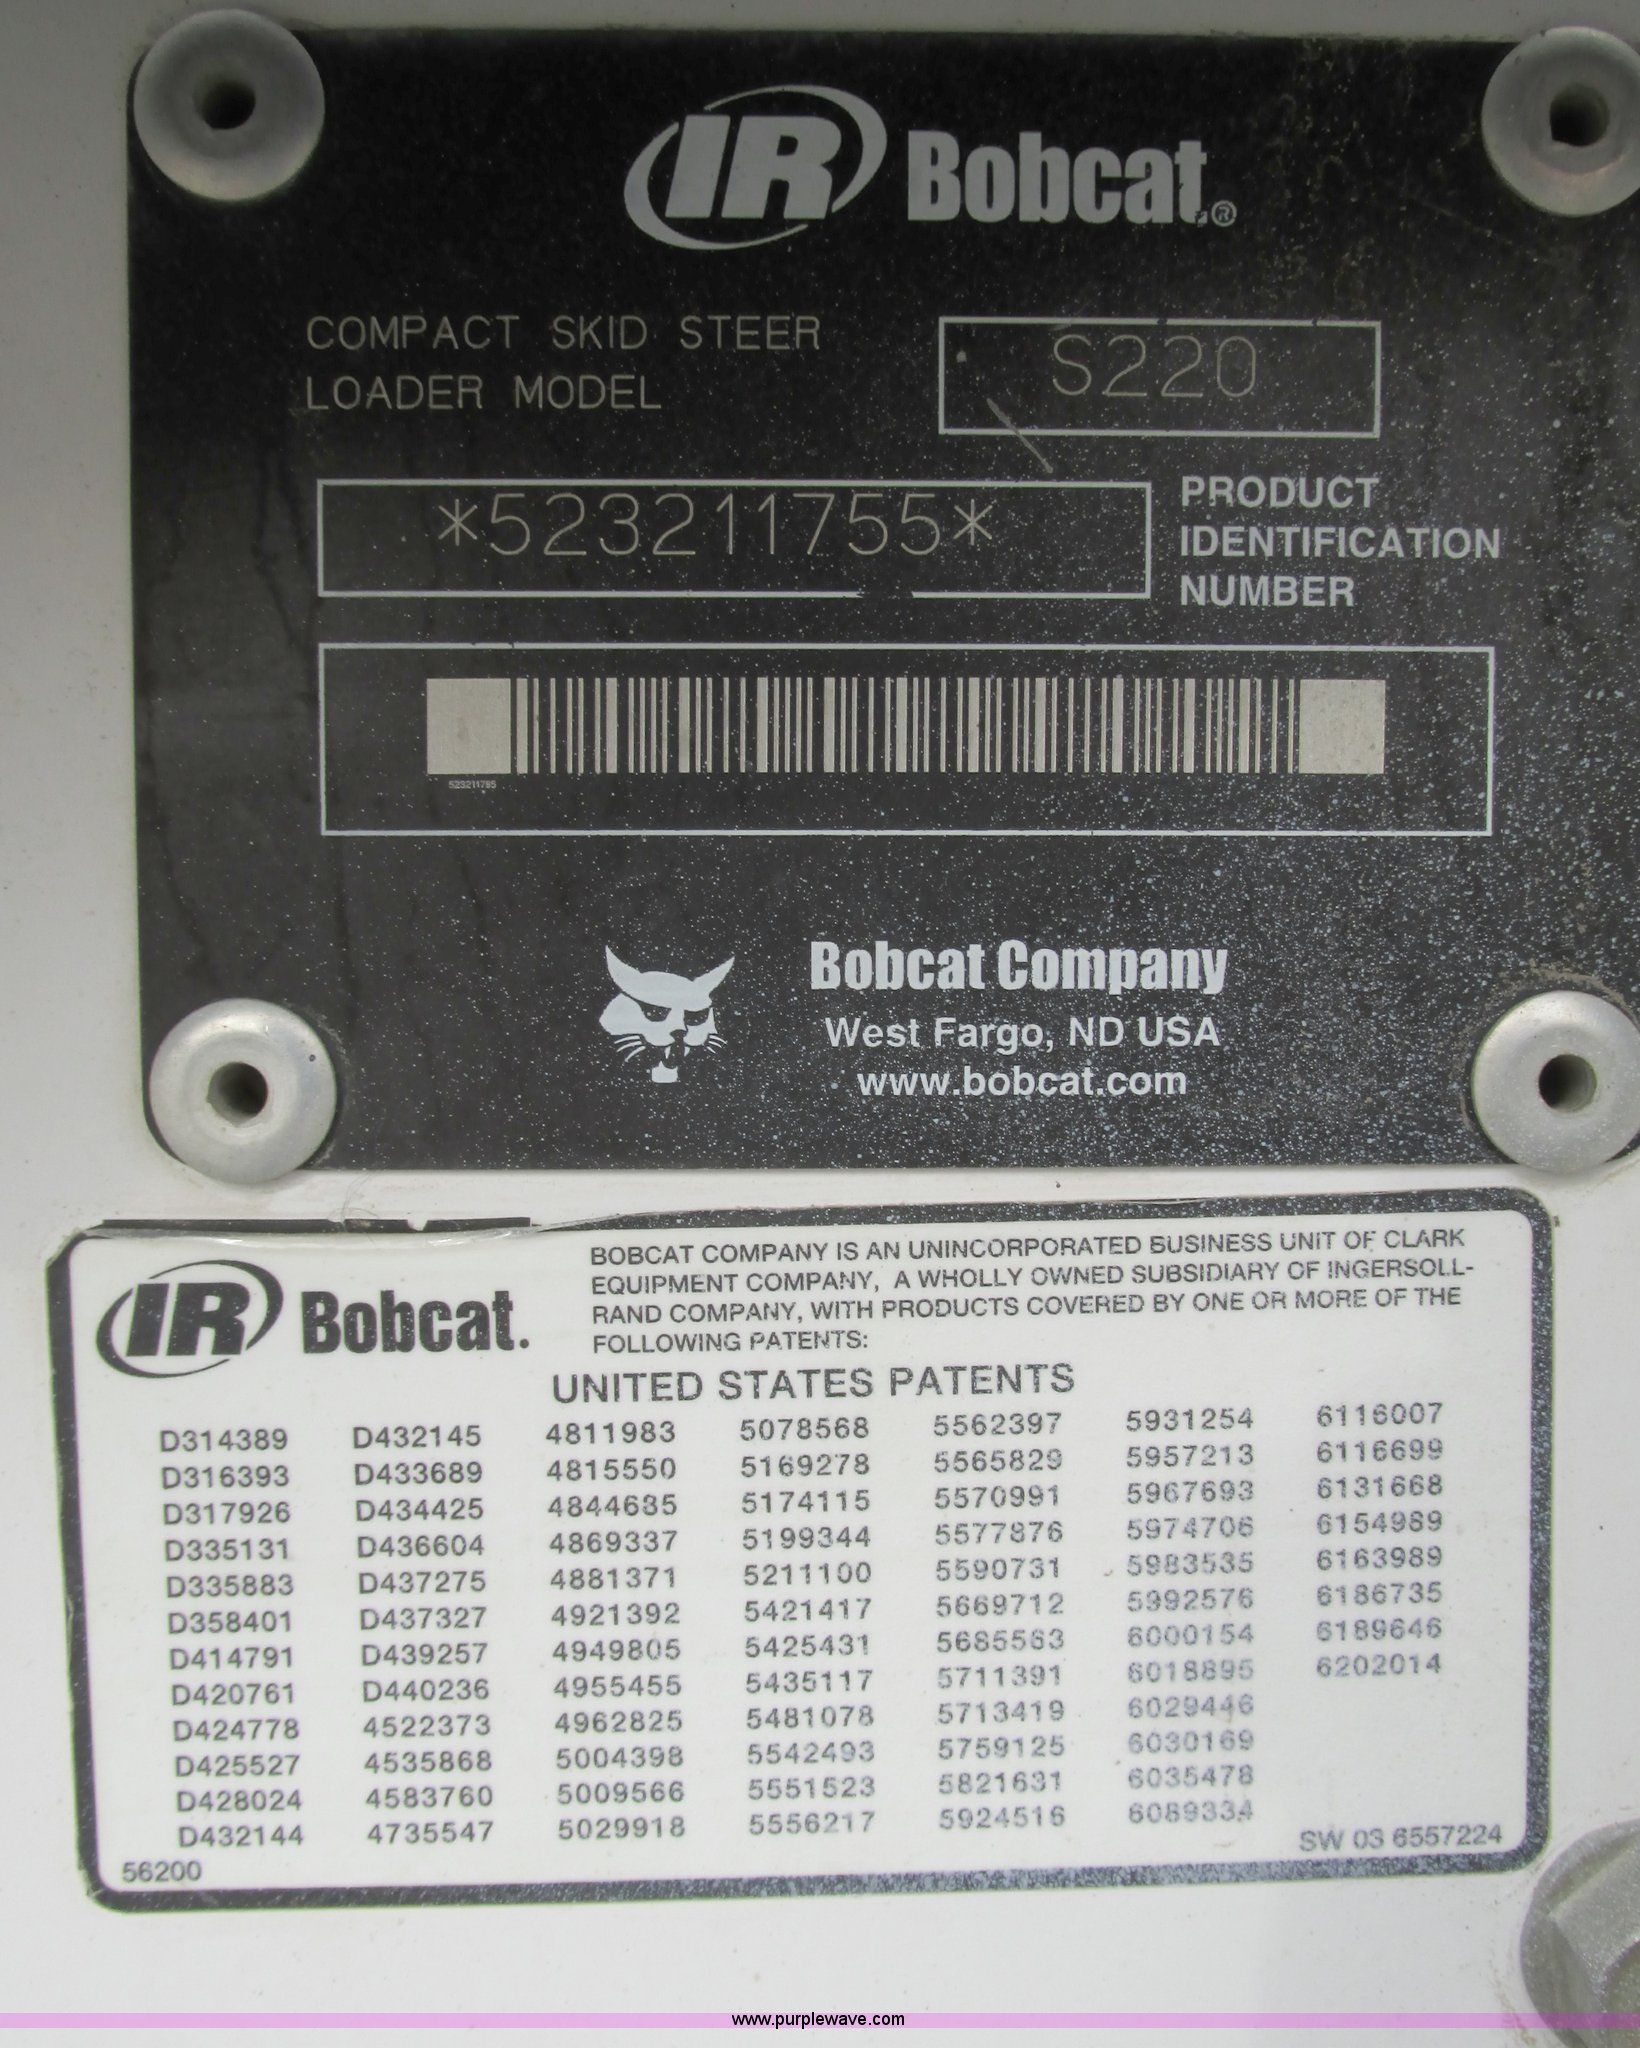 IR Bobcat®
COMPACT SKID STEER
LOADER MODEL
S220
*523211755*
PRODUCT
IDENTIFICATION
NUMBER
Bobcat Company
West Fargo, ND USA
www.bobcat.com
IR Bobcat.
BOBCAT COMPANY IS AN UNINCORPORATED BUSINESS UNIT OF CLARK
EQUIPMENT COMPANY, A WHOLLY OWNED SUBSIDIARY OF INGERSOLL-
RAND COMPANY, WITH PRODUCTS COVERED BY ONE OR MORE OF THE
FOLLOWING PATENTS:
UNITED STATES PATENTS
D314389 D432145 4811983 5078568 5562397 5931254 6116007
D316393 D433689 4815550 5169278 5565829 5957213 6116699
D317926 D434425 4844685 5174115 5570991 5967693 6131668
D335131 D436604 4869337 5199344 5577876 5974706 6154989
D335883 D437275 4881371 5211100 5590731 5983535 6163989
D358401 D437327 4921392 5421417 5669712 5992576 6186735
D414791 D439257 4949805 5425431 5685563 6000154 6189646
D420761 D440236 4955455 5435117 5711391 6018895 6202014
D424778 4522373 4962825 5481078 5713419 6029446
D425527 4535868 5004398 5542493 5759125 6030169
D428024 4583760 5009566 5551523 5821631 6035478
D432144 4735547 5029918 5556217 5924516 6089334
56200
SW 03 6557224
www.purplewave.com